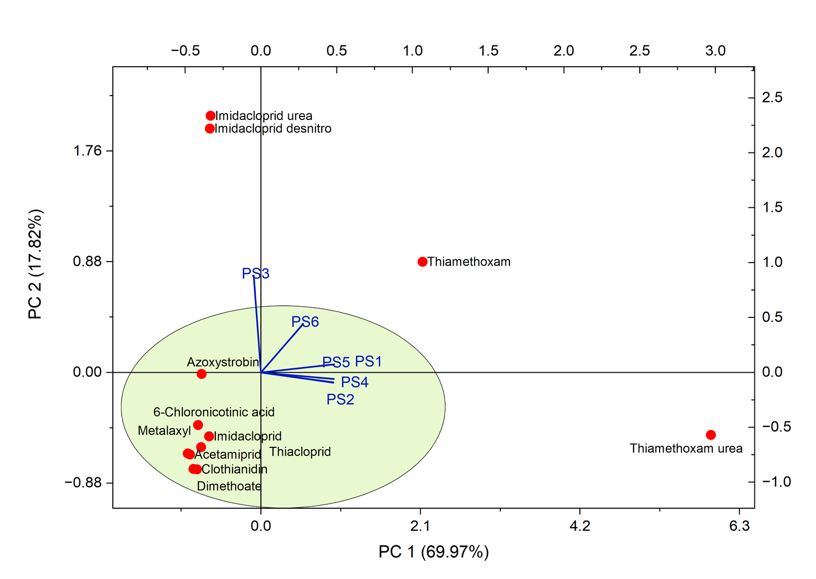 −0.5 0.0 0.5 1.0 1.5 2.0 2.5 3.0
Imidacloprid urea
Imidacloprid desnitro
2.5
1.76
2.0
1.5
0.88
Thiamethoxam
1.0
PS3
PS6
0.5
Azoxystrobin
PS5 PS1
0.00
0.0
PS4
PS2
6-Chloronicotinic acid
Metalaxyl
Imidacloprid
−0.5
Thiamethoxam urea
Acetamiprid
Thiacloprid
Clothianidin
−0.88
Dimethoate
−1.0
0.0 2.1 4.2 6.3
PC 1 (69.97%)
PC 2 (17.82%)